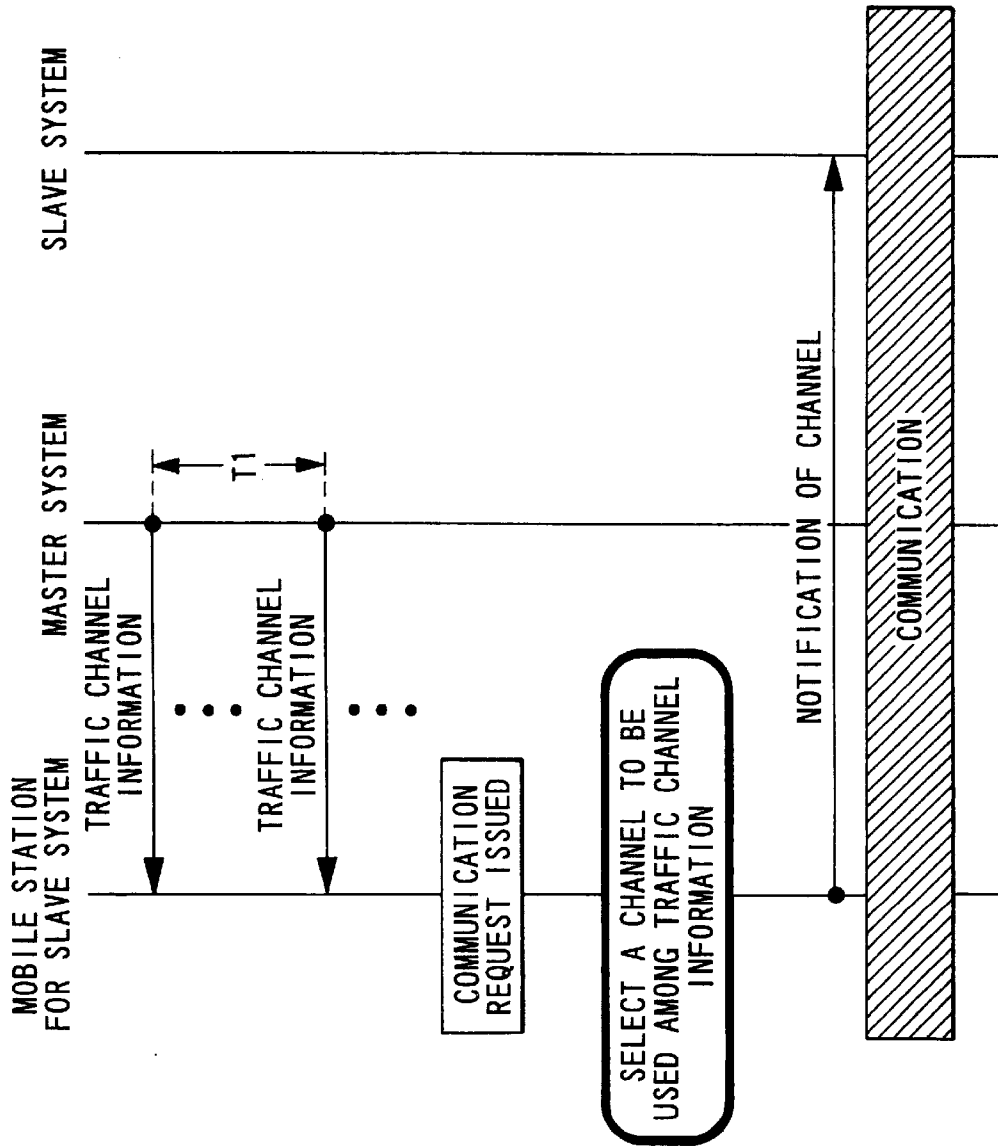 MOBILE STATION
FOR SLAVE SYSTEM
MASTER SYSTEM
SLAVE SYSTEM
TRAFFIC CHANNEL
INFORMATION
T1
TRAFFIC CHANNEL
INFORMATION
COMMUNICATION
REQUEST ISSUED
SELECT A CHANNEL TO BE
USED AMONG TRAFFIC CHANNEL
INFORMATION
NOTIFICATION OF CHANNEL
COMMUNICATION